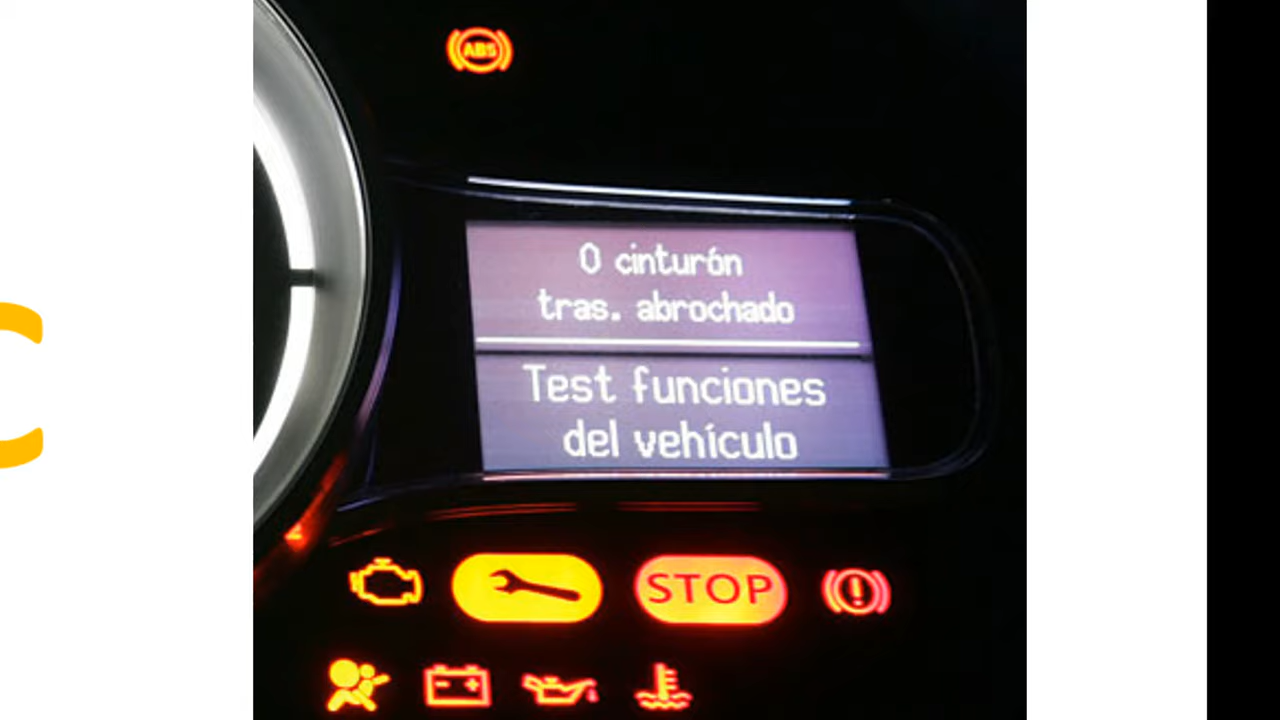 ABS
0 cinturón
tras. abrochado
Test funciones
del vehículo
STOP